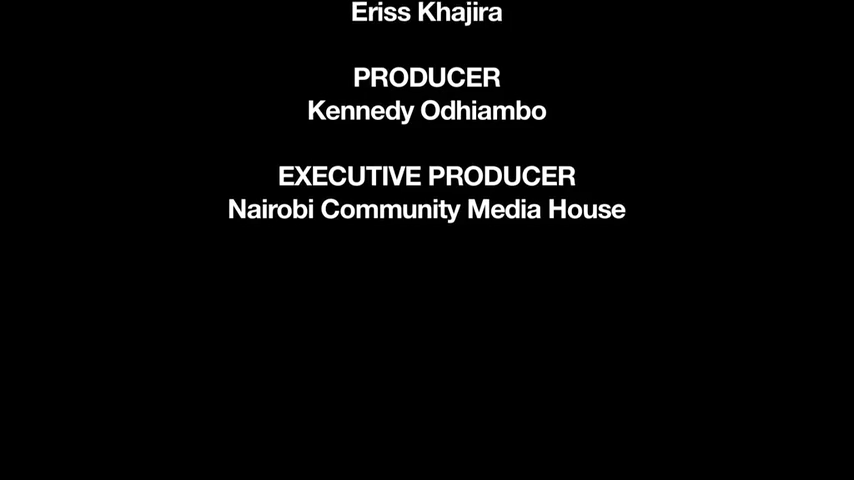 Eriss Khajira
PRODUCER
Kennedy Odhiambo
EXECUTIVE PRODUCER
Nairobi Community Media House